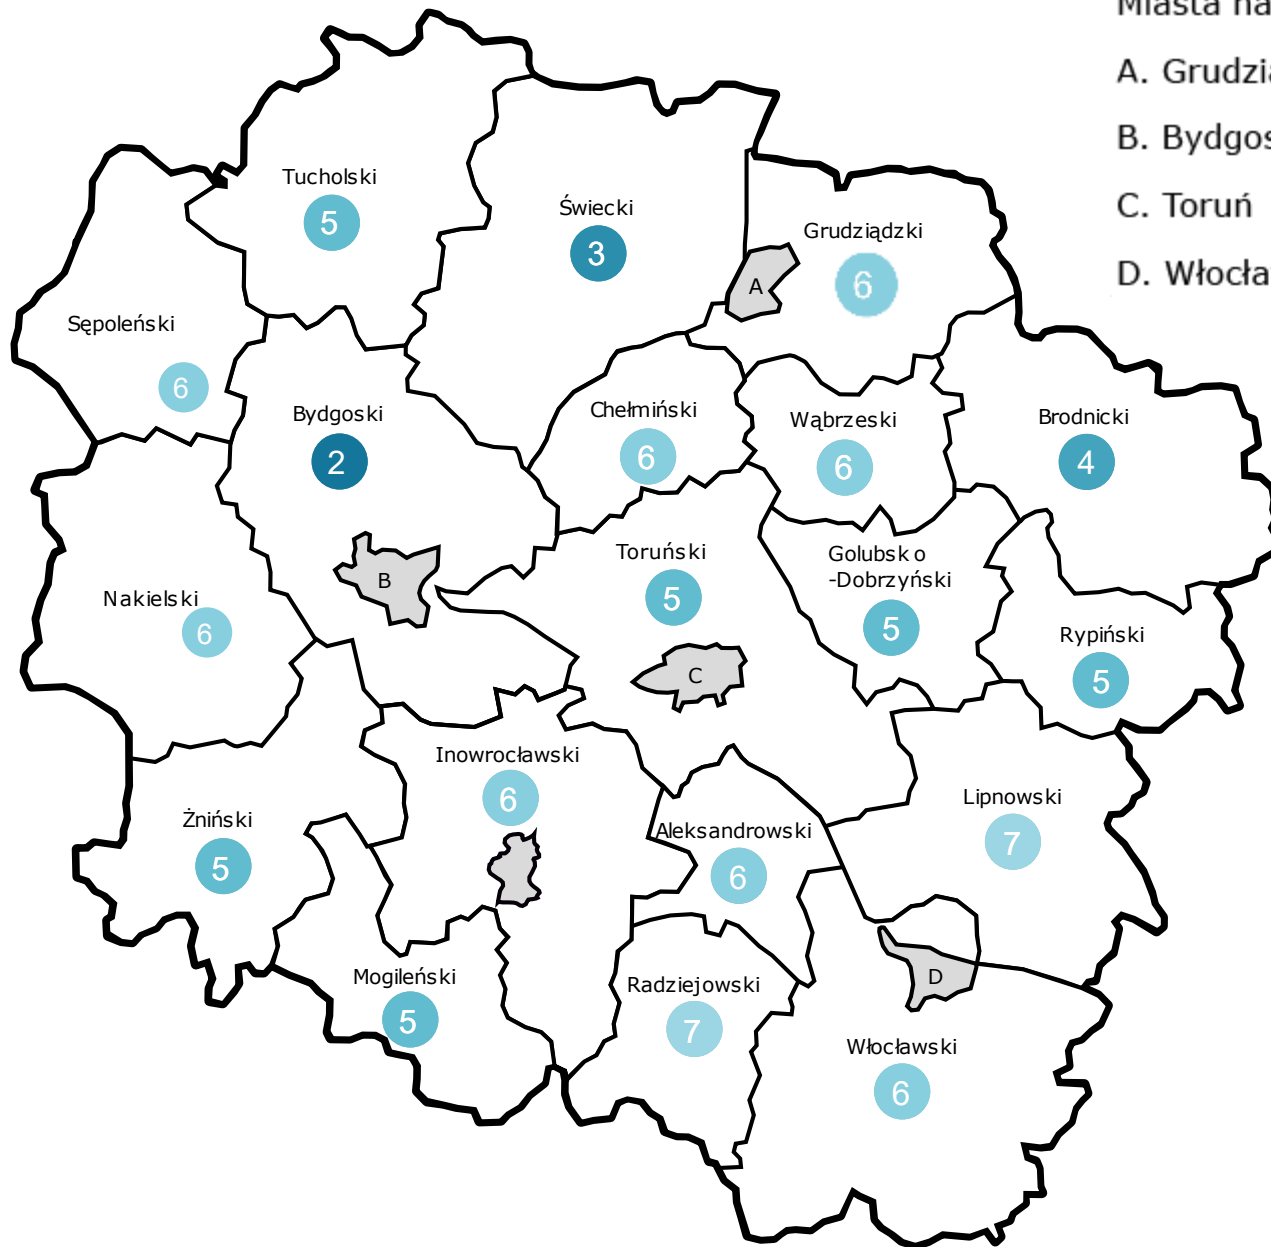 Miasta na
A. Grudzi
B. Bydgos
C. Toruń
D. Włocła
Tucholski
5
Świecki
3
Grudziądzki
6
A
Sępoleński
6
Bydgoski
2
Chełmiński
6
Wąbrzeski
6
Brodnicki
4
Toruński
5
Golubsk o
-Dobrzyński
5
B
Nakielski
6
Rypiński
5
C
Inowrocławski
6
Żniński
5
Aleksandrowski
6
Lipnowski
7
Mogileński
5
Radziejowski
7
D
Włocławski
6